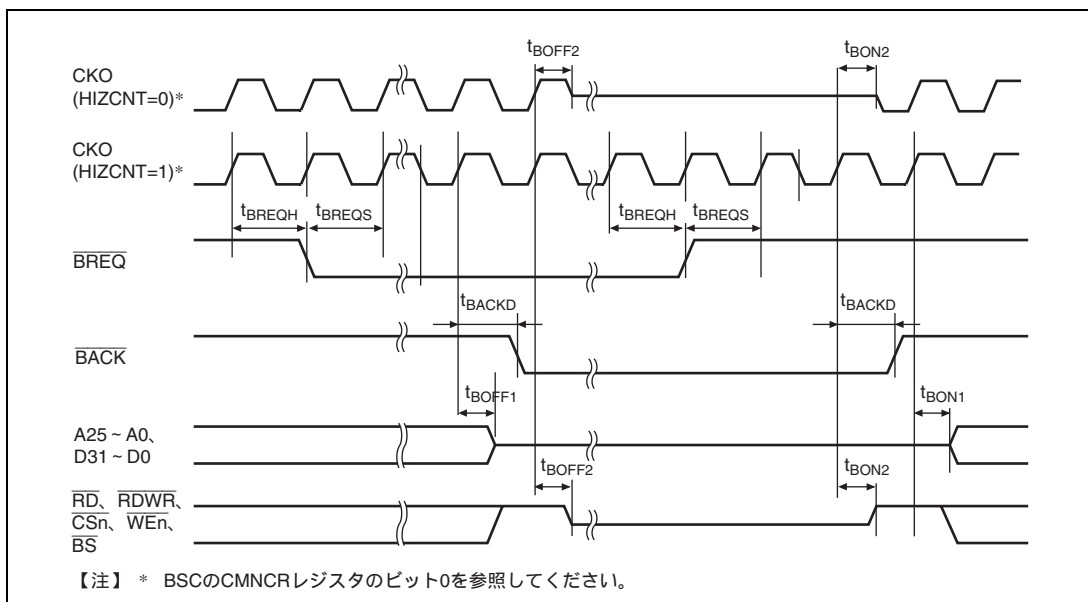 tBOFF2 tBON2
CKO
(HIZCNT=0)*
CKO
(HIZCNT=1)*
tBREQH tBREQS tBREQH tBREQS
BREQ
tBACKD tBACKD
BACK
tBOFF1 tBON1
A25 ~ A0、
D31 ~ D0
tBOFF2 tBON2
RD、RDWR、
CSn、WEn、
BS
【注】 * BSCのCMNCRレジスタのビット0を参照してください。